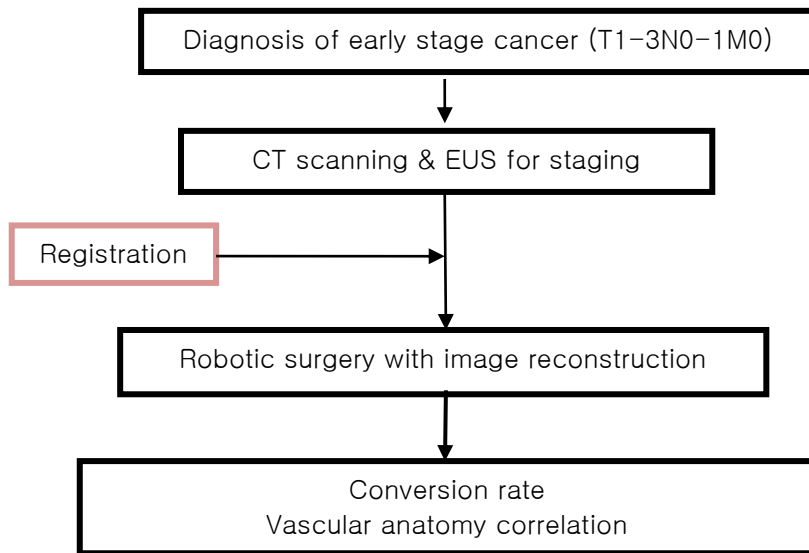 Diagnosis of early stage cancer (T1-3N0-1M0)
CT scanning & EUS for staging
Registration
Robotic surgery with image reconstruction
Conversion rate
Vascular anatomy correlation